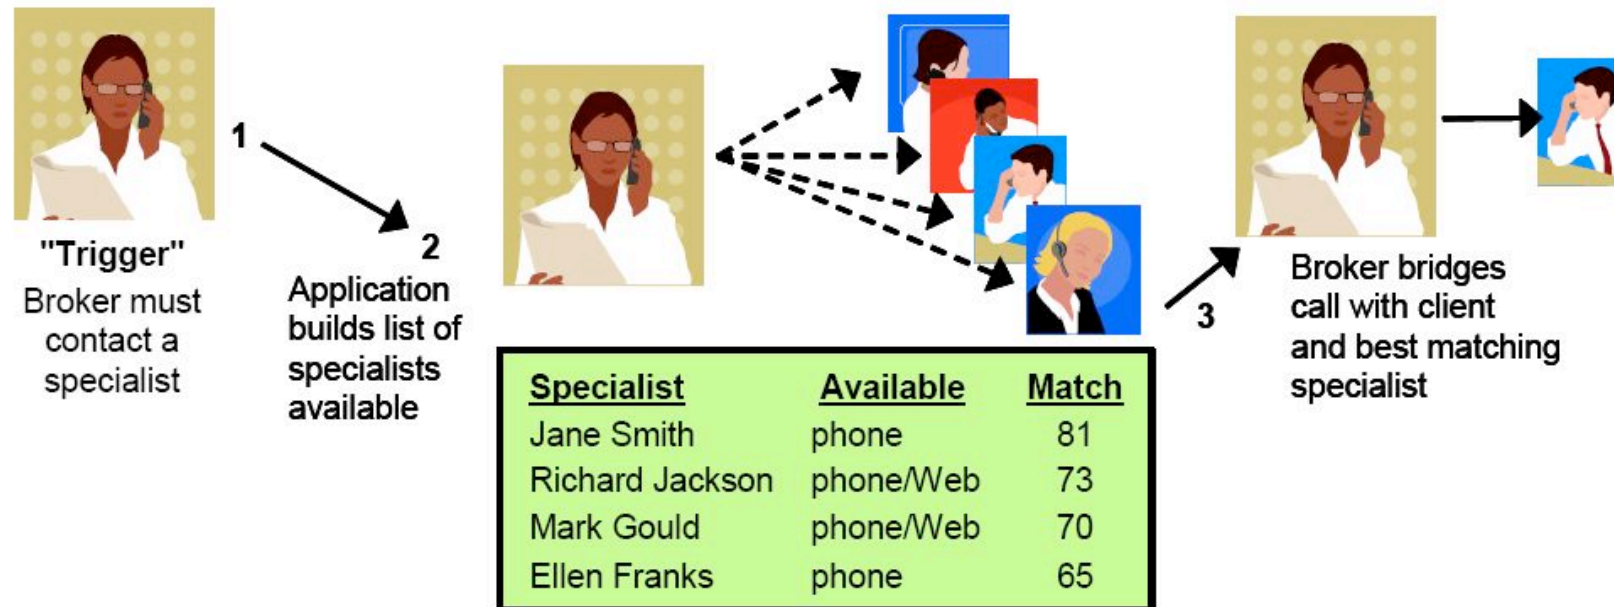 1
"Trigger"
Broker must
contact a
specialist
2
Application
builds list of
specialists
available
Specialist Available Match
Jane Smith phone 81
Richard Jackson phone/Web 73
Mark Gould phone/Web 70
Ellen Franks phone 65
3
Broker bridges
call with client
and best matching
specialist